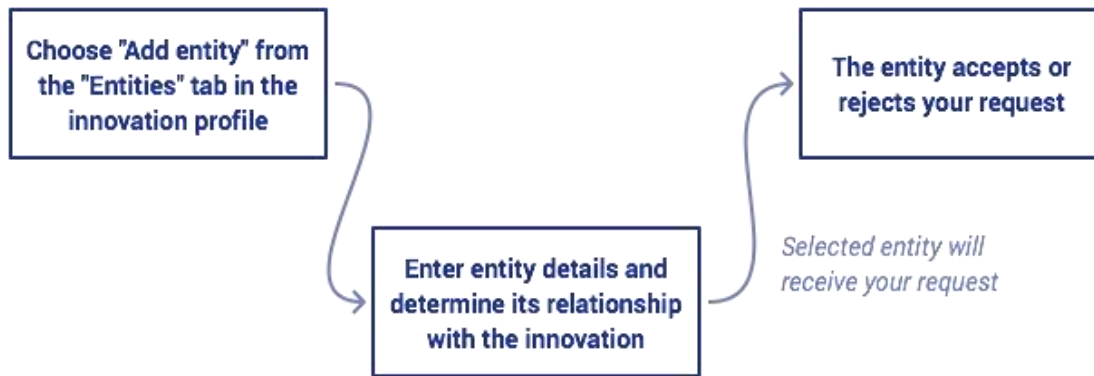 Choose "Add entity" from
the "Entities" tab in the
innovation profile
Enter entity details and
determine its relationship
with the innovation
Selected entity will
receive your request
The entity accepts or
rejects your request